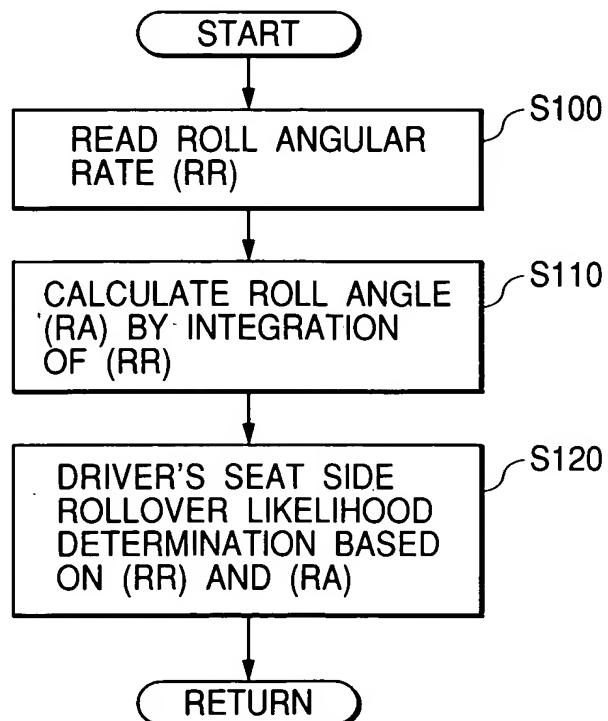 START
READ ROLL ANGULAR
RATE (RR)
S100
CALCULATE ROLL ANGLE
(RA) BY INTEGRATION
OF (RR)
S110
DRIVER'S SEAT SIDE
ROLLOVER LIKELIHOOD
DETERMINATION BASED
ON (RR) AND (RA)
S120
RETURN